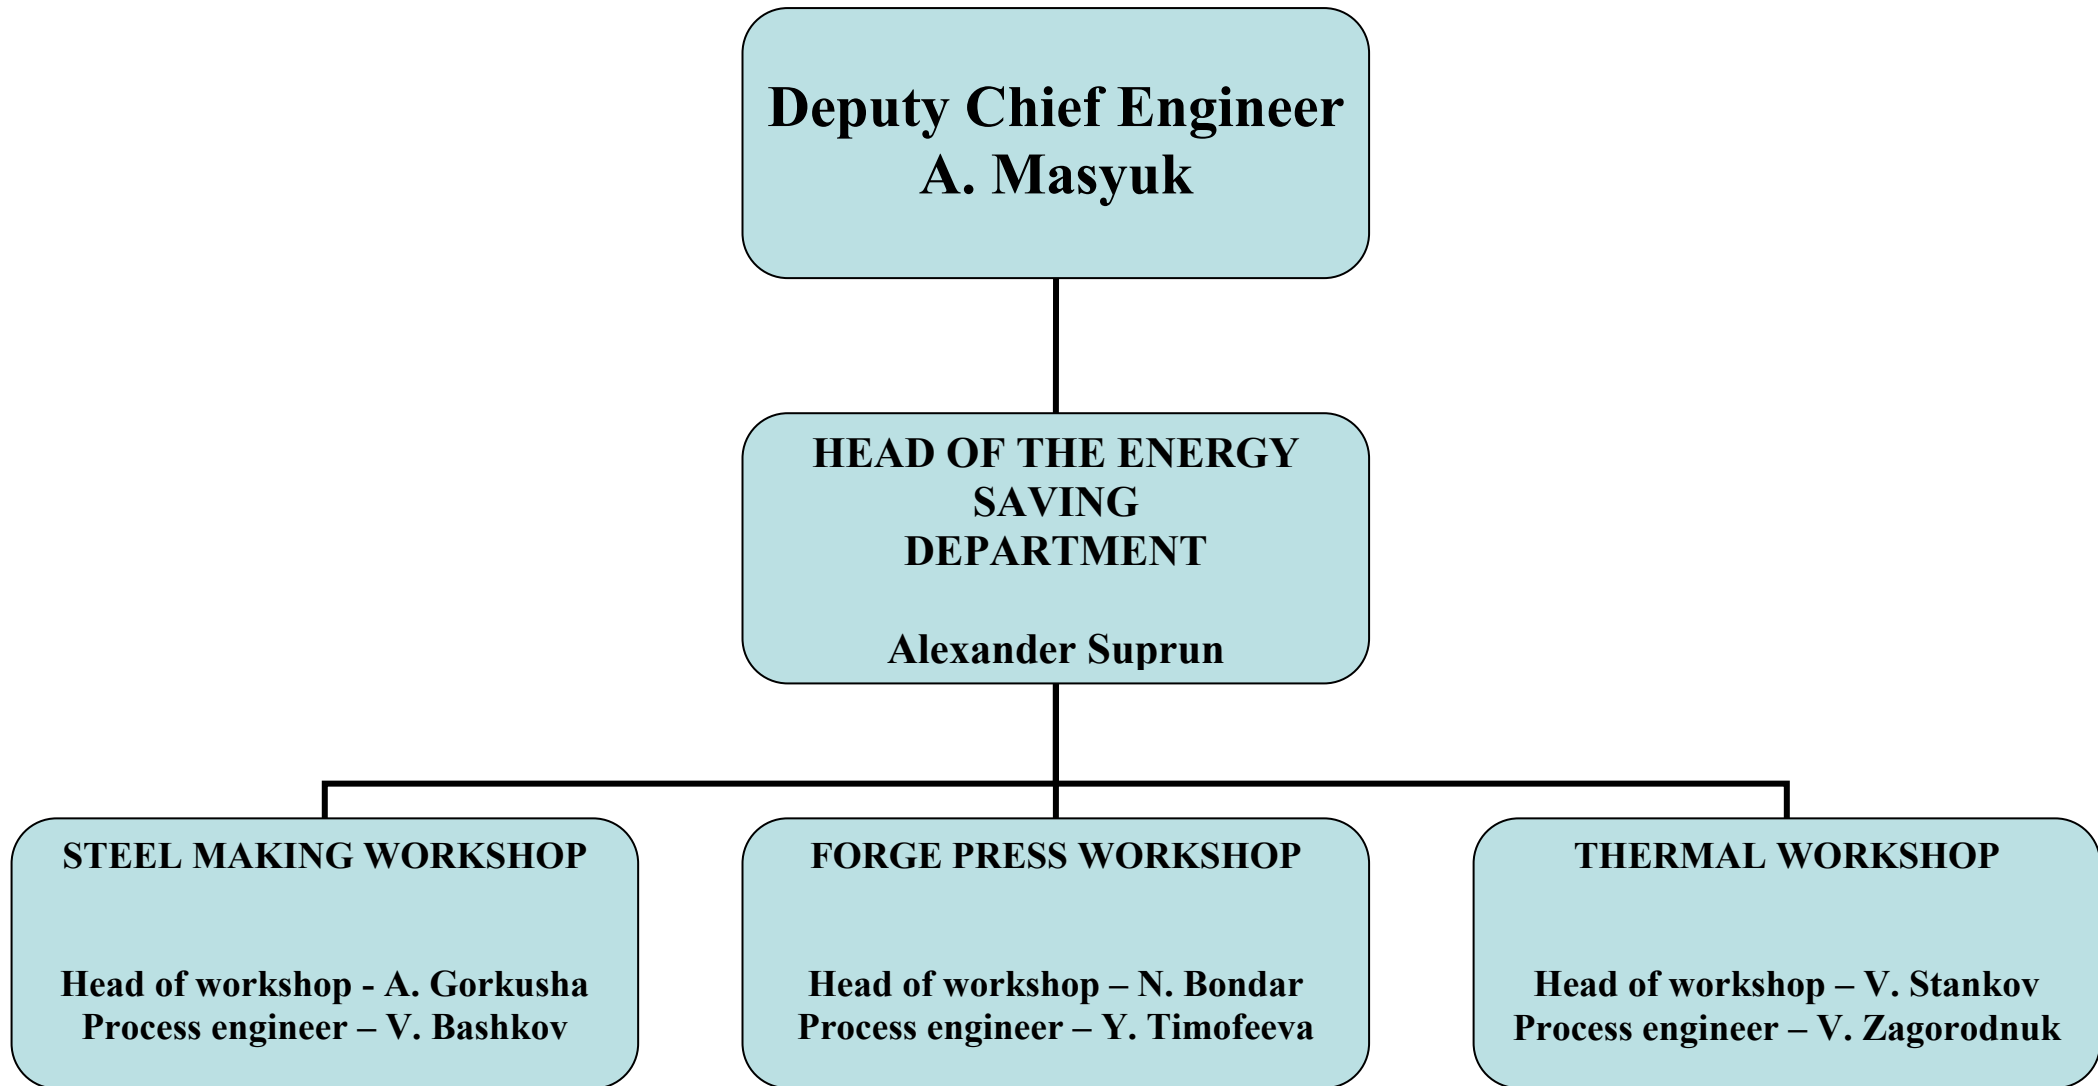 Deputy Chief Engineer
A. Masyuk
HEAD OF THE ENERGY
SAVING
DEPARTMENT
Alexander Suprun
STEEL MAKING WORKSHOP
Head of workshop - A. Gorkusha
Process engineer – V. Bashkov
FORGE PRESS WORKSHOP
Head of workshop – N. Bondar
Process engineer – Y. Timofeeva
THERMAL WORKSHOP
Head of workshop – V. Stankov
Process engineer – V. Zagorodnuk